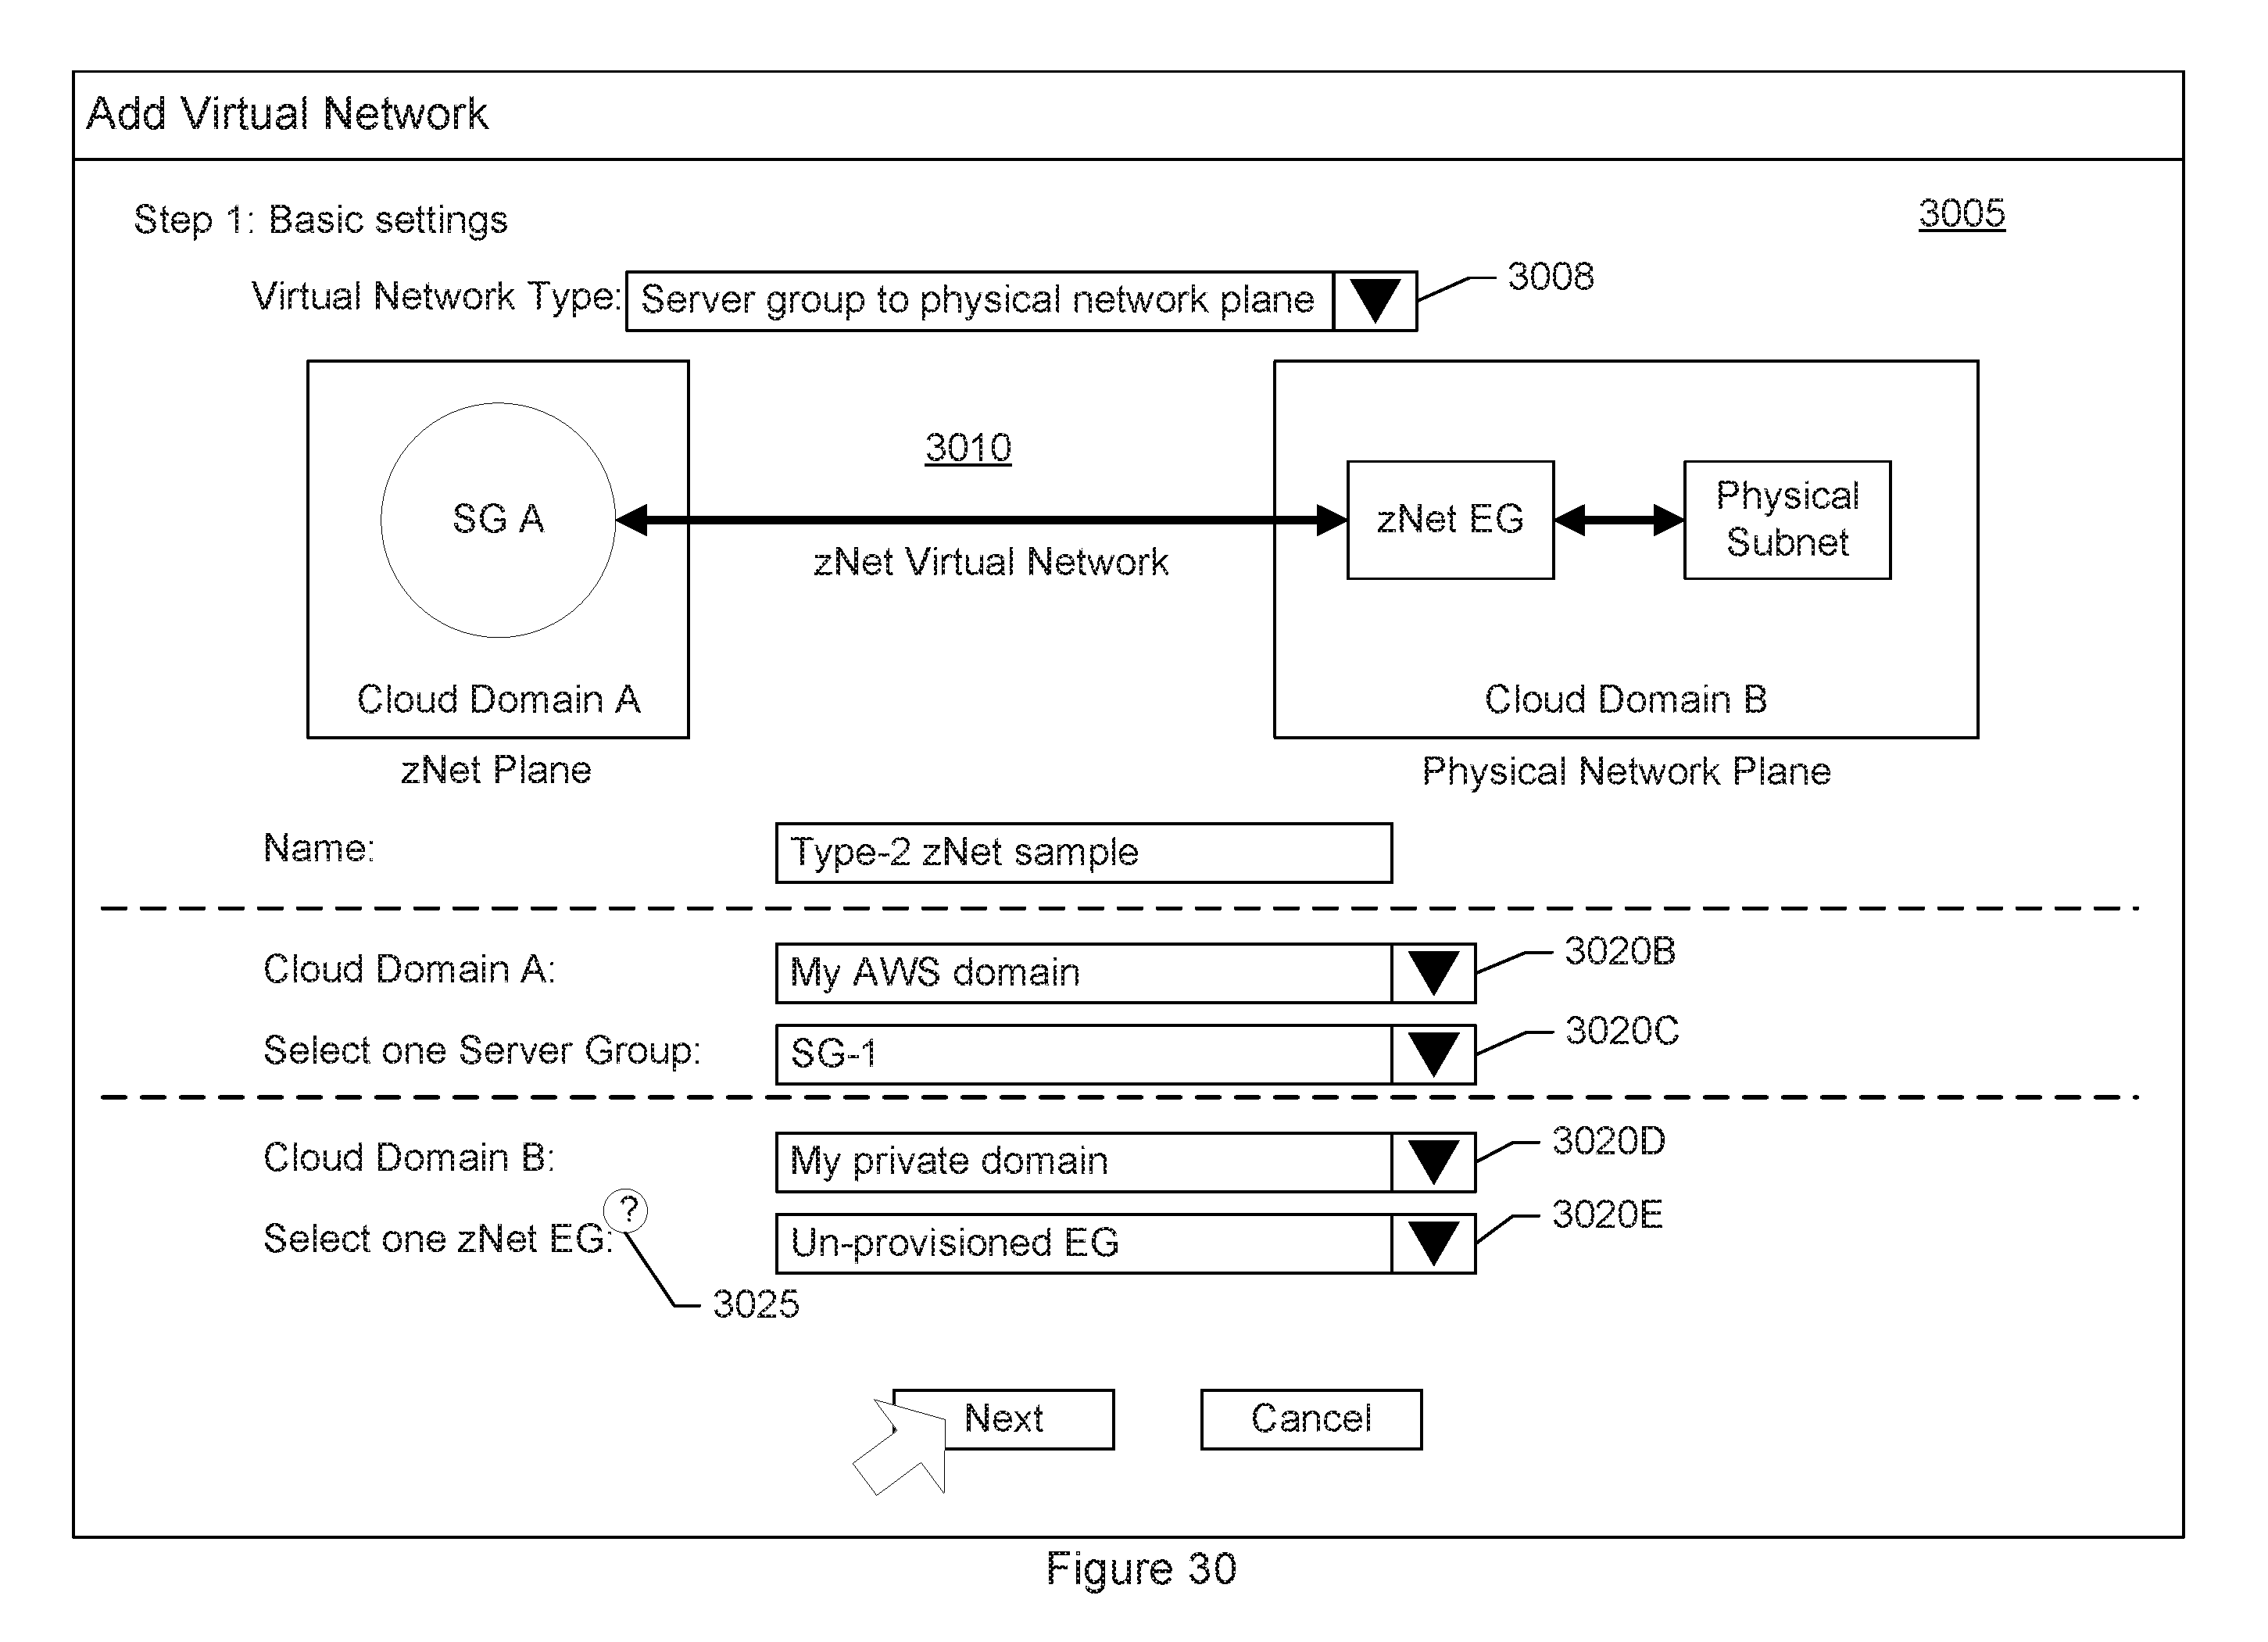 Add Virtual Network
Step 1: Basic settings
3005
Virtual Network Type:
Server group to physical network plane
3008
3010
SG A
zNet EG
Physical
Subnet
zNet Virtual Network
Cloud Domain A
Cloud Domain B
zNet Plane
Physical Network Plane
Name:
Type-2 zNet sample
Cloud Domain A:
My AWS domain
3020B
Select one Server Group:
SG-1
3020C
Cloud Domain B:
My private domain
3020D
?
Select one zNet EG:
Un-provisioned EG
3020E
3025
Next
Cancel
Figure 30